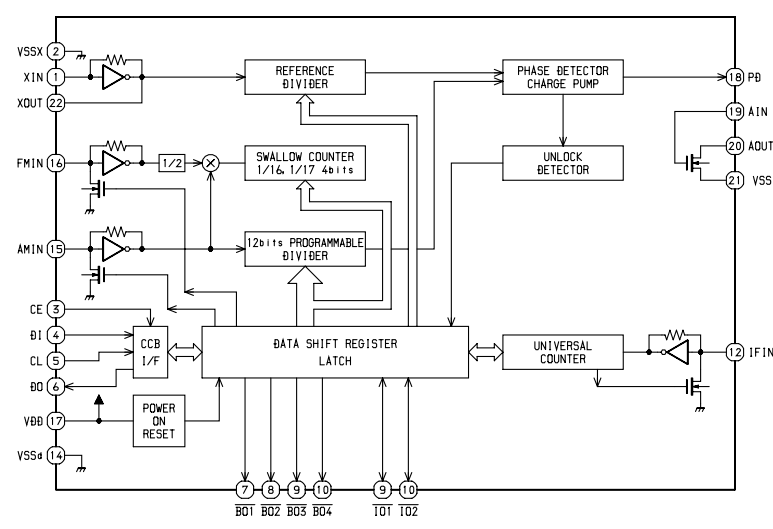 VSSX 2
XIN 1
XOUT 22
REFERENCE
DIVIDER
PHASE DETECTOR
CHARGE PUMP
18 PD
19 AIN
20 AOUT
21 VSS
FMIN 16
1/2
SWALLOW COUNTER
1/16, 1/17 4bits
UNLOCK
DETECTOR
AMIN 15
12bits PROGRAMMABLE
DIVIDER
CE 3
DI 4
CL 5
DO 6
VDD 17
VSSd 14
CCB
I/F
DATA SHIFT REGISTER
LATCH
UNIVERSAL
COUNTER
12 IFIN
POWER
ON
RESET
7 8 9 10 9 10
BO1 BO2 BO3 BO4 IO1 IO2